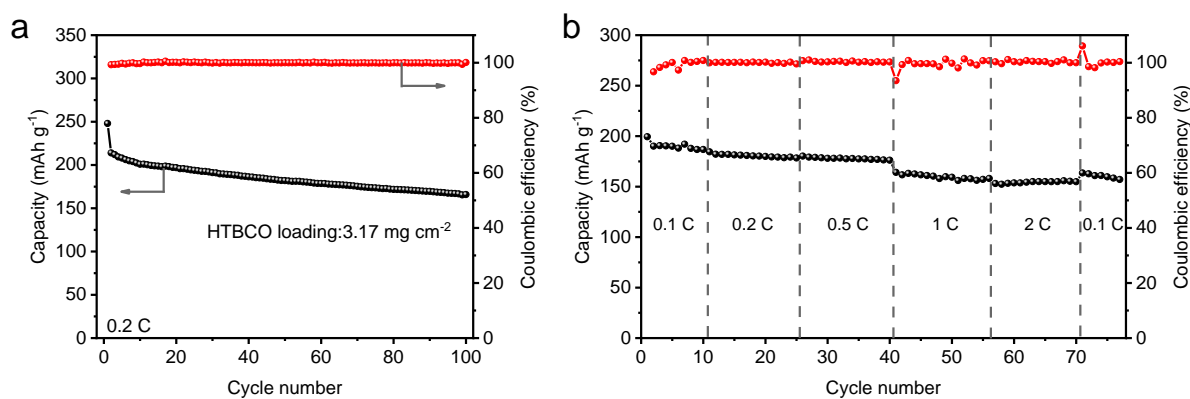 a
350
300
250
200
150
100
50
0
Capacity (mAh g⁻¹)
100
80
60
40
20
0
Coulombic efficiency (%)
HTBCO loading:3.17 mg cm⁻²
0.2 C
0 20 40 60 80 100
Cycle number
b
300
250
200
150
100
50
0
Capacity (mAh g⁻¹)
100
80
60
40
20
0
Coulombic efficiency (%)
0.1 C 0.2 C 0.5 C 1 C 2 C 0.1 C
0 10 20 30 40 50 60 70
Cycle number